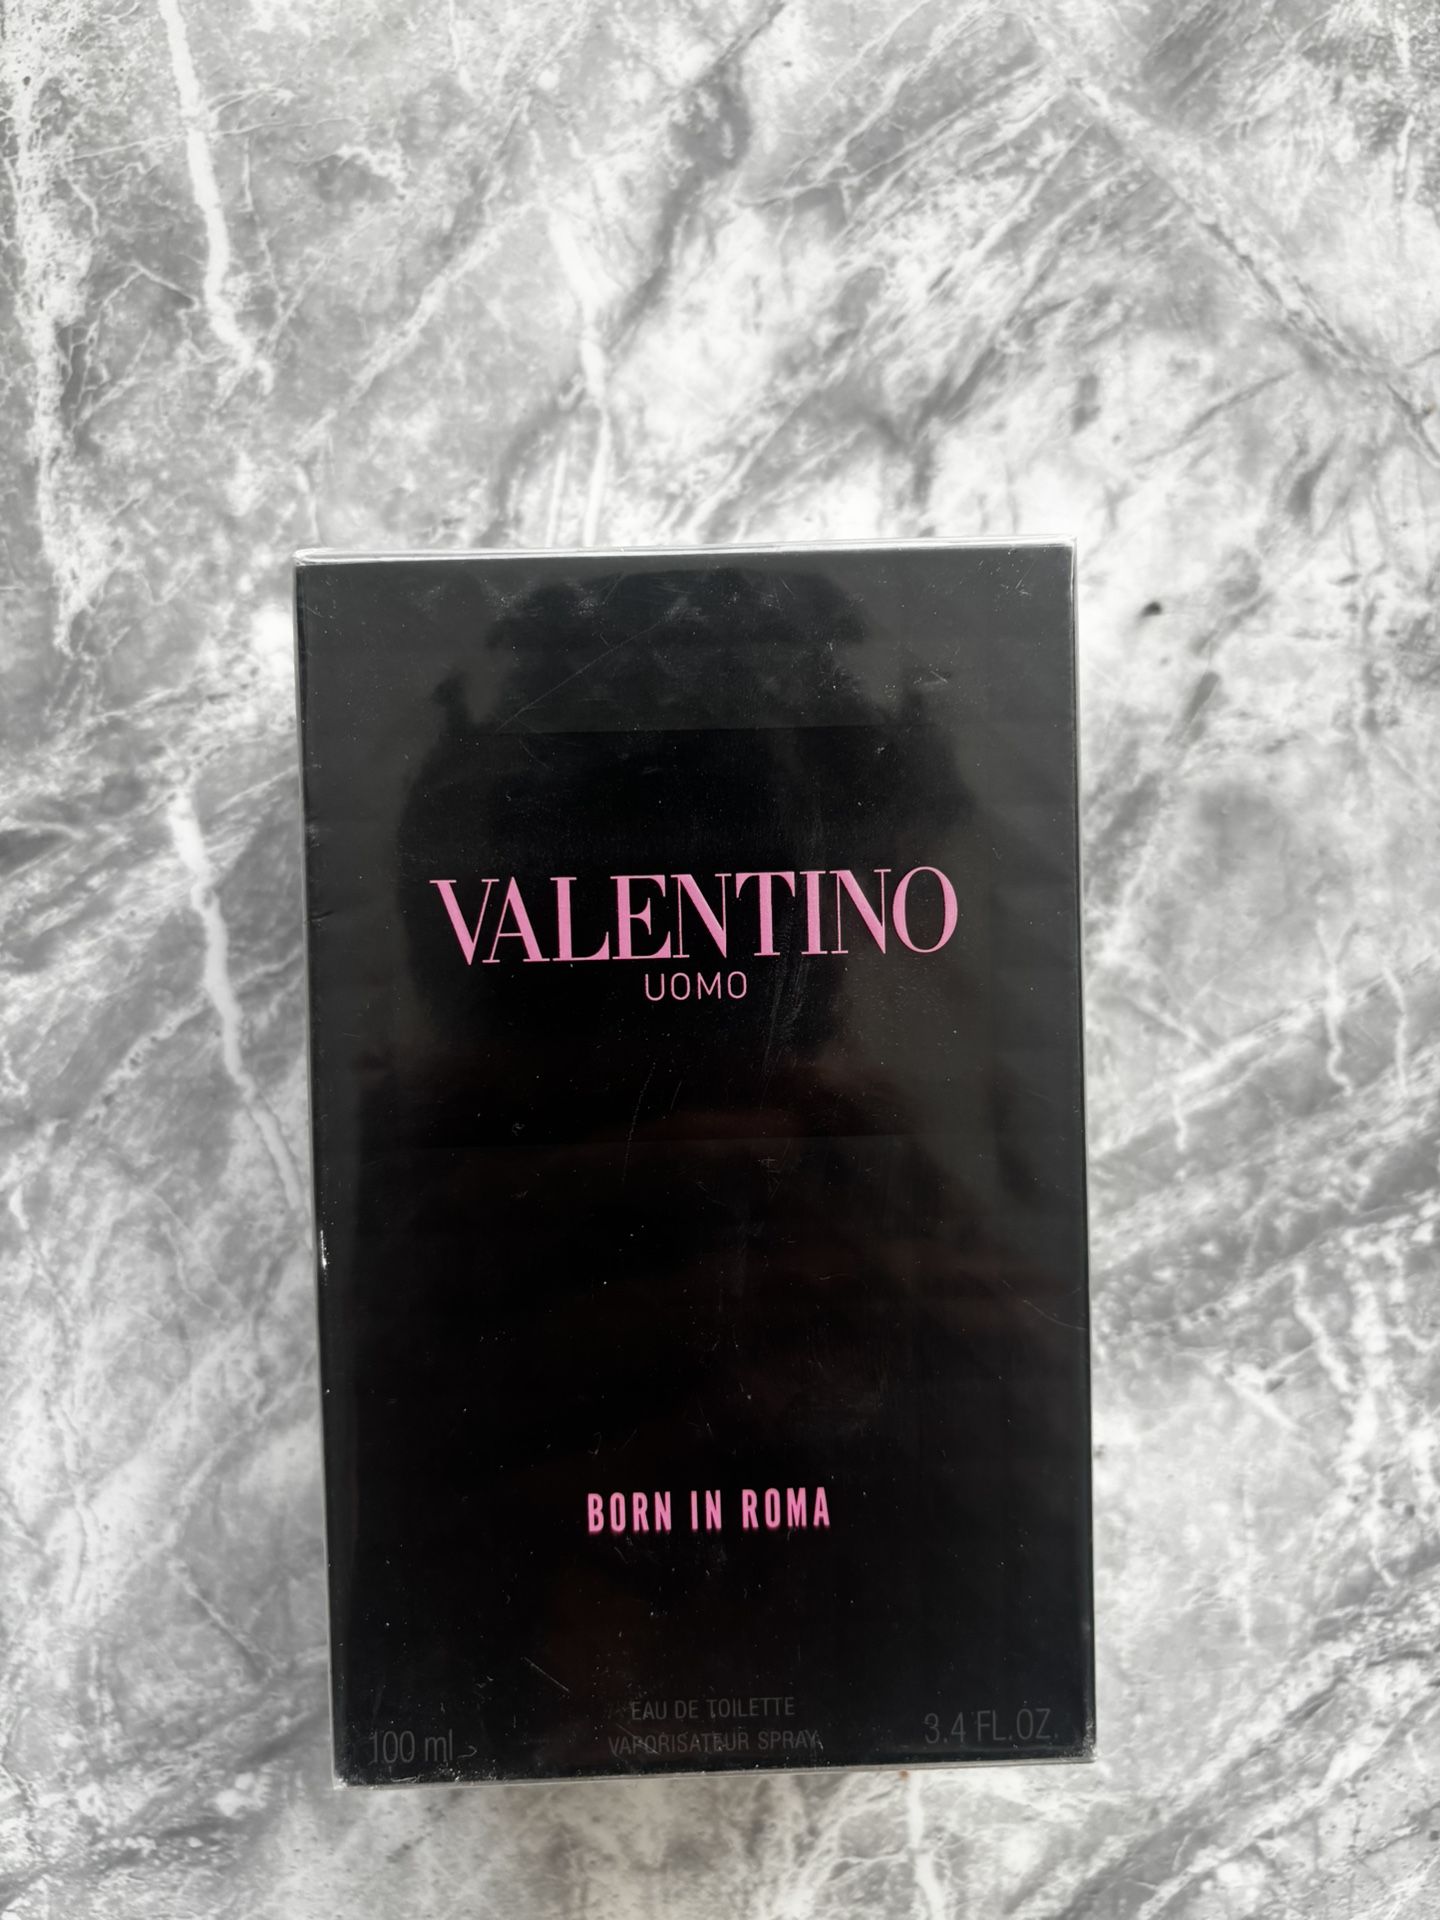 VALENTINO
UOMO
BORN IN ROMA
EAU DE TOILETTE
VAPORISATEUR SPRAY
100 ml
3.4 FL.OZ.